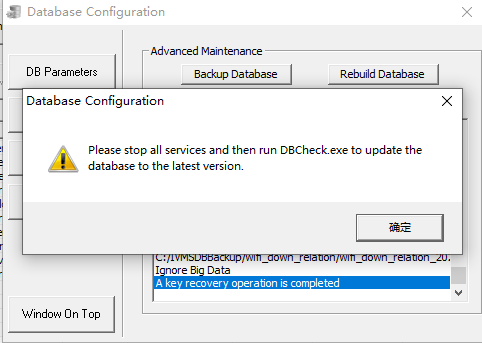 Database Configuration
Advanced Maintenance
DB Parameters
Backup Database
Rebuild Database
Database Configuration
Please stop all services and then run DBCheck.exe to update the
database to the latest version.
确定
C:/IVMSDBBackup/wifi_down_relation/wifi_down_relation_20.
Ignore Big Data
A key recovery operation is completed
Window On Top